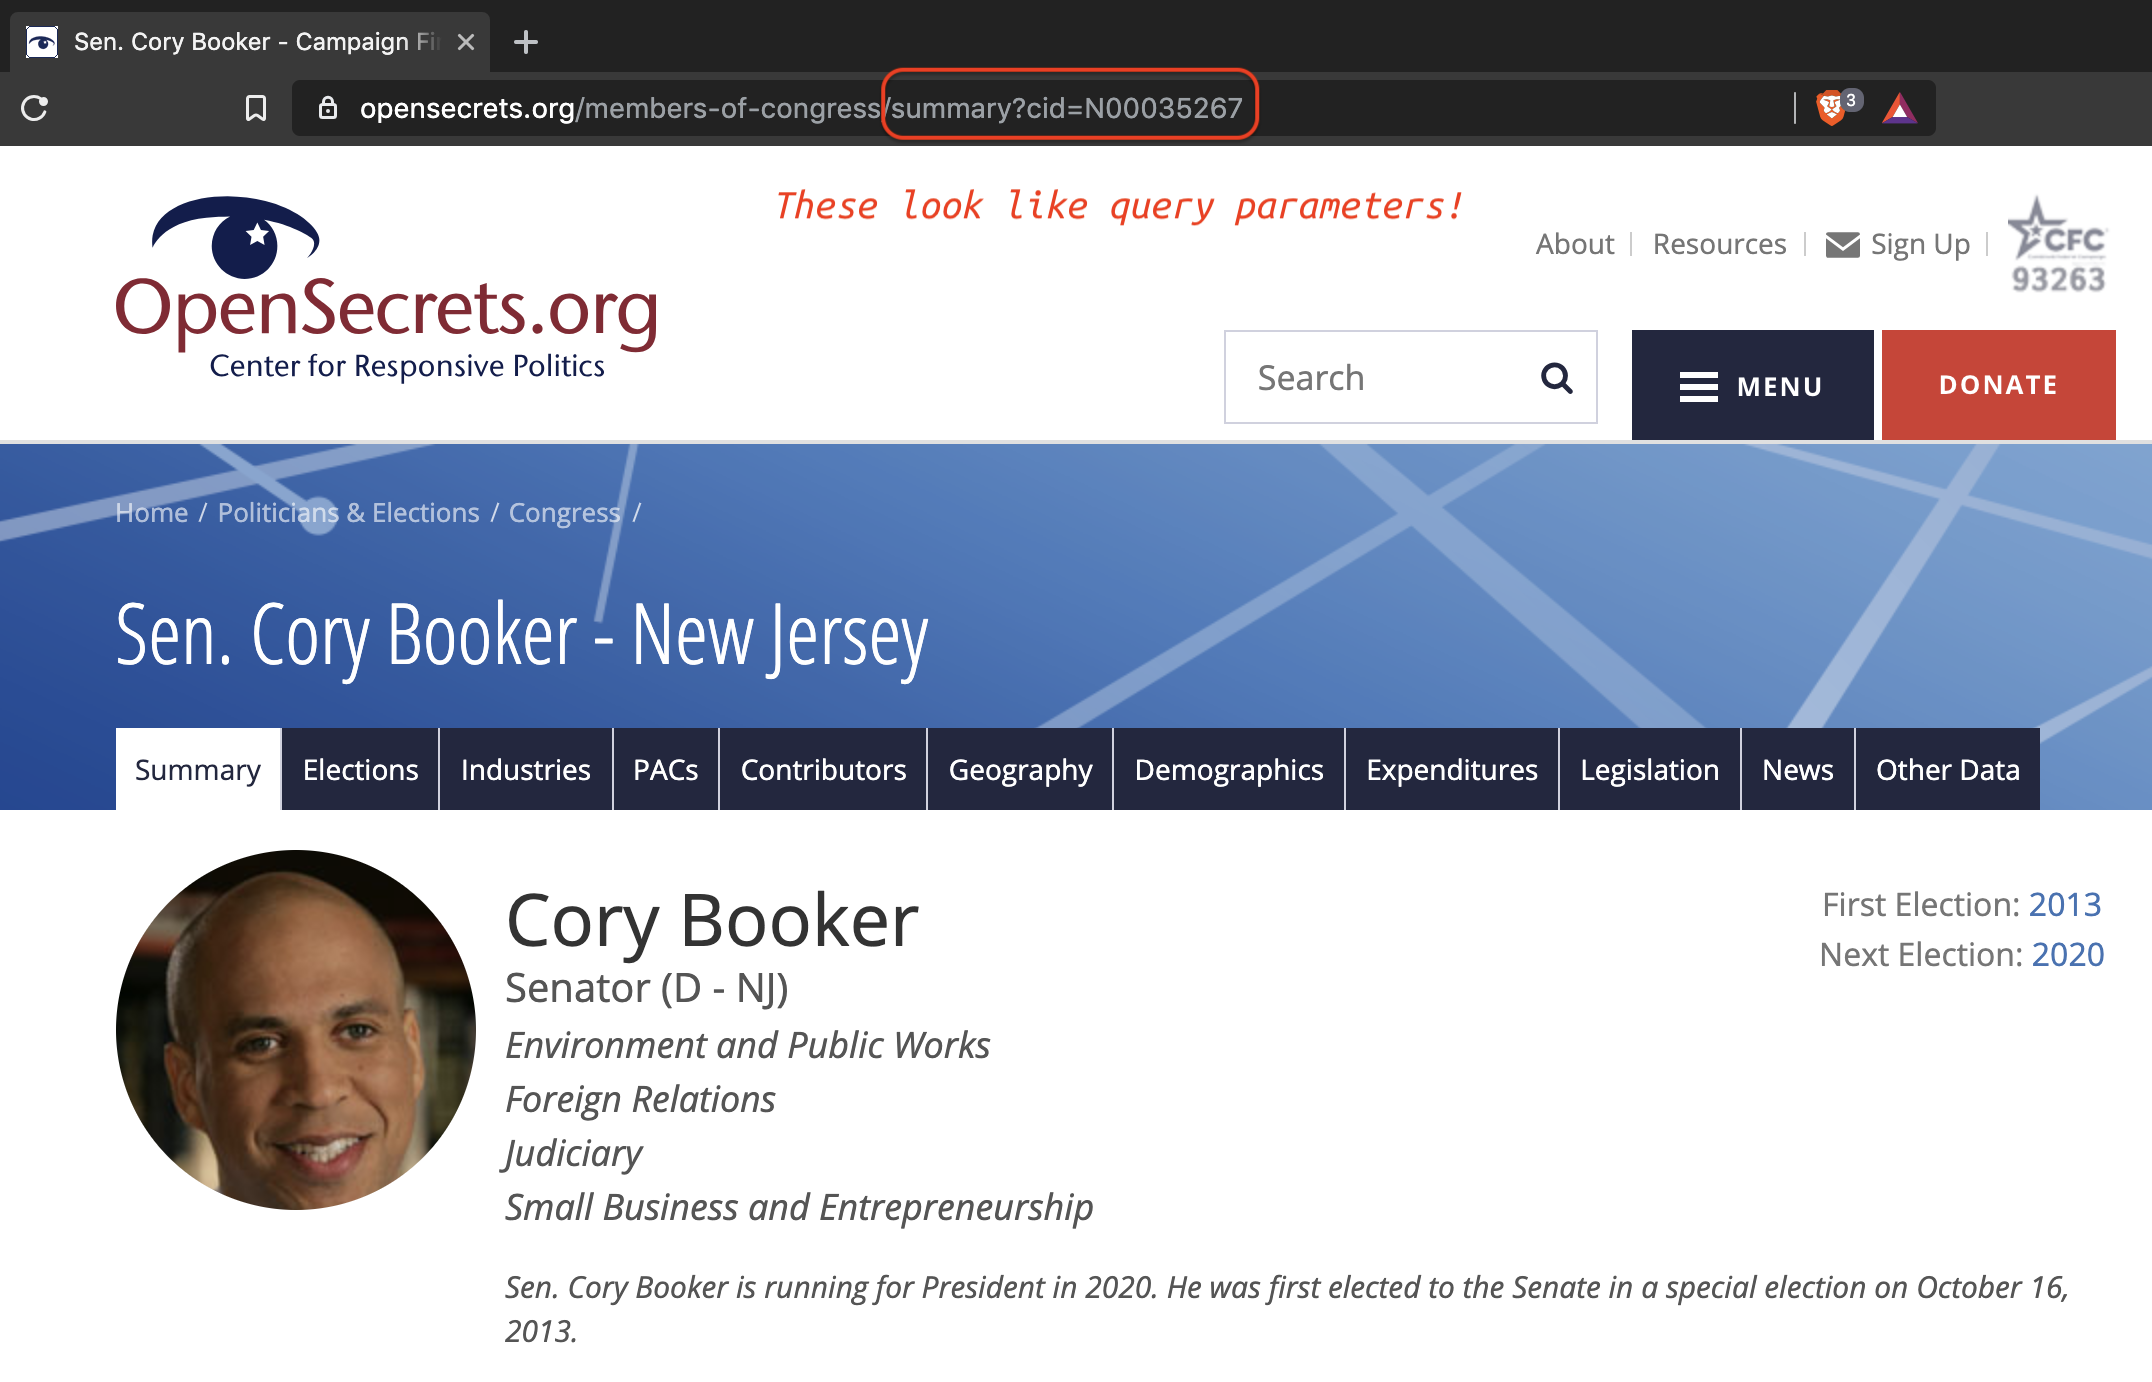 Sen. Cory Booker - Campaign Fi
opensecrets.org/members-of-congress/summary?cid=N00035267
3
These look like query parameters!
About
Resources
Sign Up
CFC
93263
OpenSecrets.org
Center for Responsive Politics
Search
MENU
DONATE
Home / Politicians & Elections / Congress /
Sen. Cory Booker - New Jersey
Summary
Elections
Industries
PACs
Contributors
Geography
Demographics
Expenditures
Legislation
News
Other Data
Cory Booker
Senator (D - NJ)
Environment and Public Works
Foreign Relations
Judiciary
Small Business and Entrepreneurship
First Election: 2013
Next Election: 2020
Sen. Cory Booker is running for President in 2020. He was first elected to the Senate in a special election on October 16,
2013.